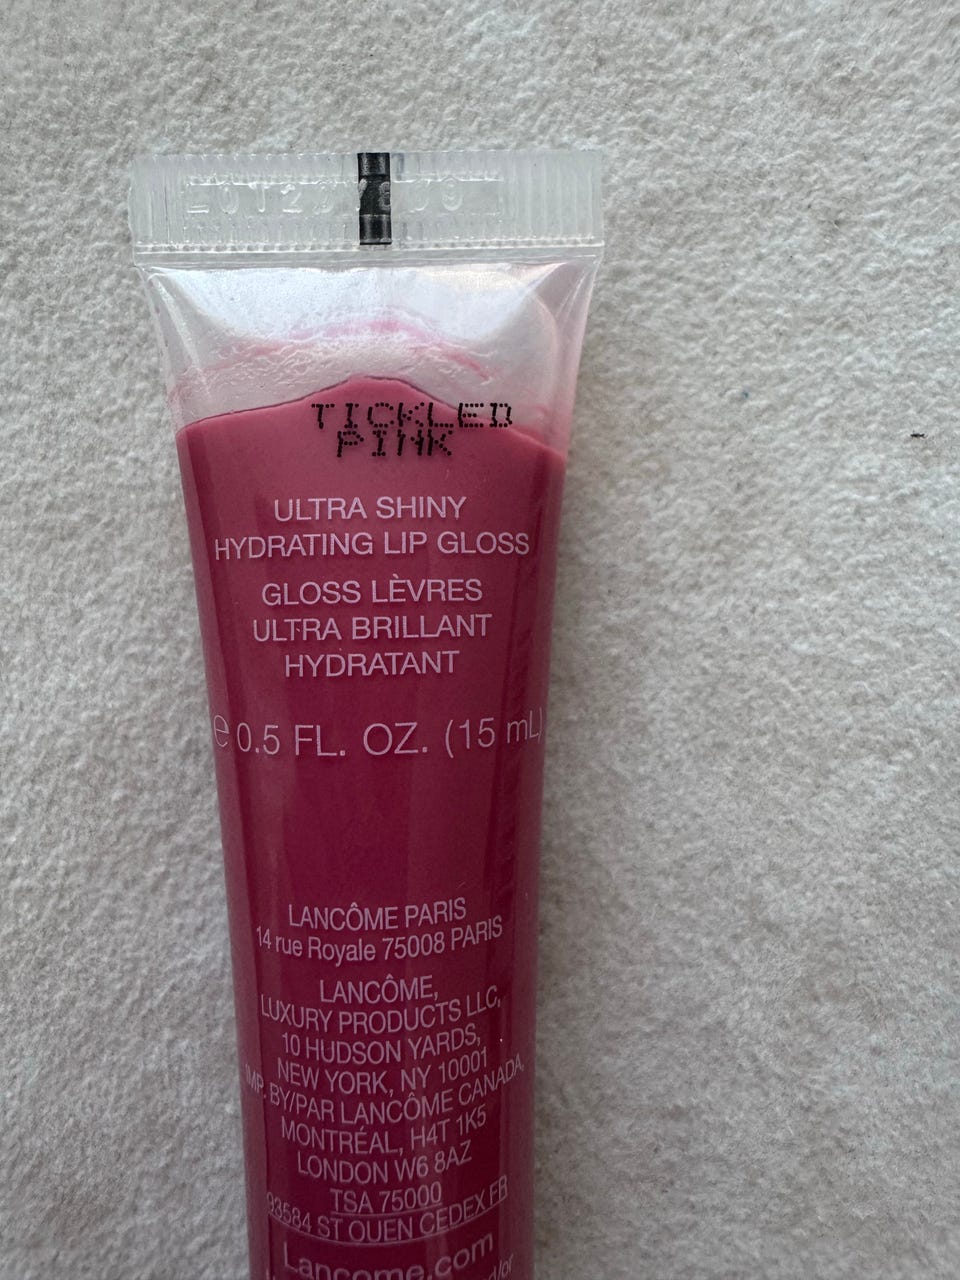 TICKLED
PINK
ULTRA SHINY
HYDRATING LIP GLOSS
GLOSS LÈVRES
ULTRA BRILLANT
HYDRATANT
e 0.5 FL. OZ. (15 mL)
LANCÔME PARIS
14 rue Royale 75008 PARIS
LANCÔME,
LUXURY PRODUCTS LLC,
10 HUDSON YARDS,
NEW YORK, NY 10001
IMP. BY/PAR LANCÔME CANADA,
MONTRÉAL, H4T 1K5
LONDON W6 8AZ
TSA 75000
93584 ST OUEN CEDEX FR
Lancome.com